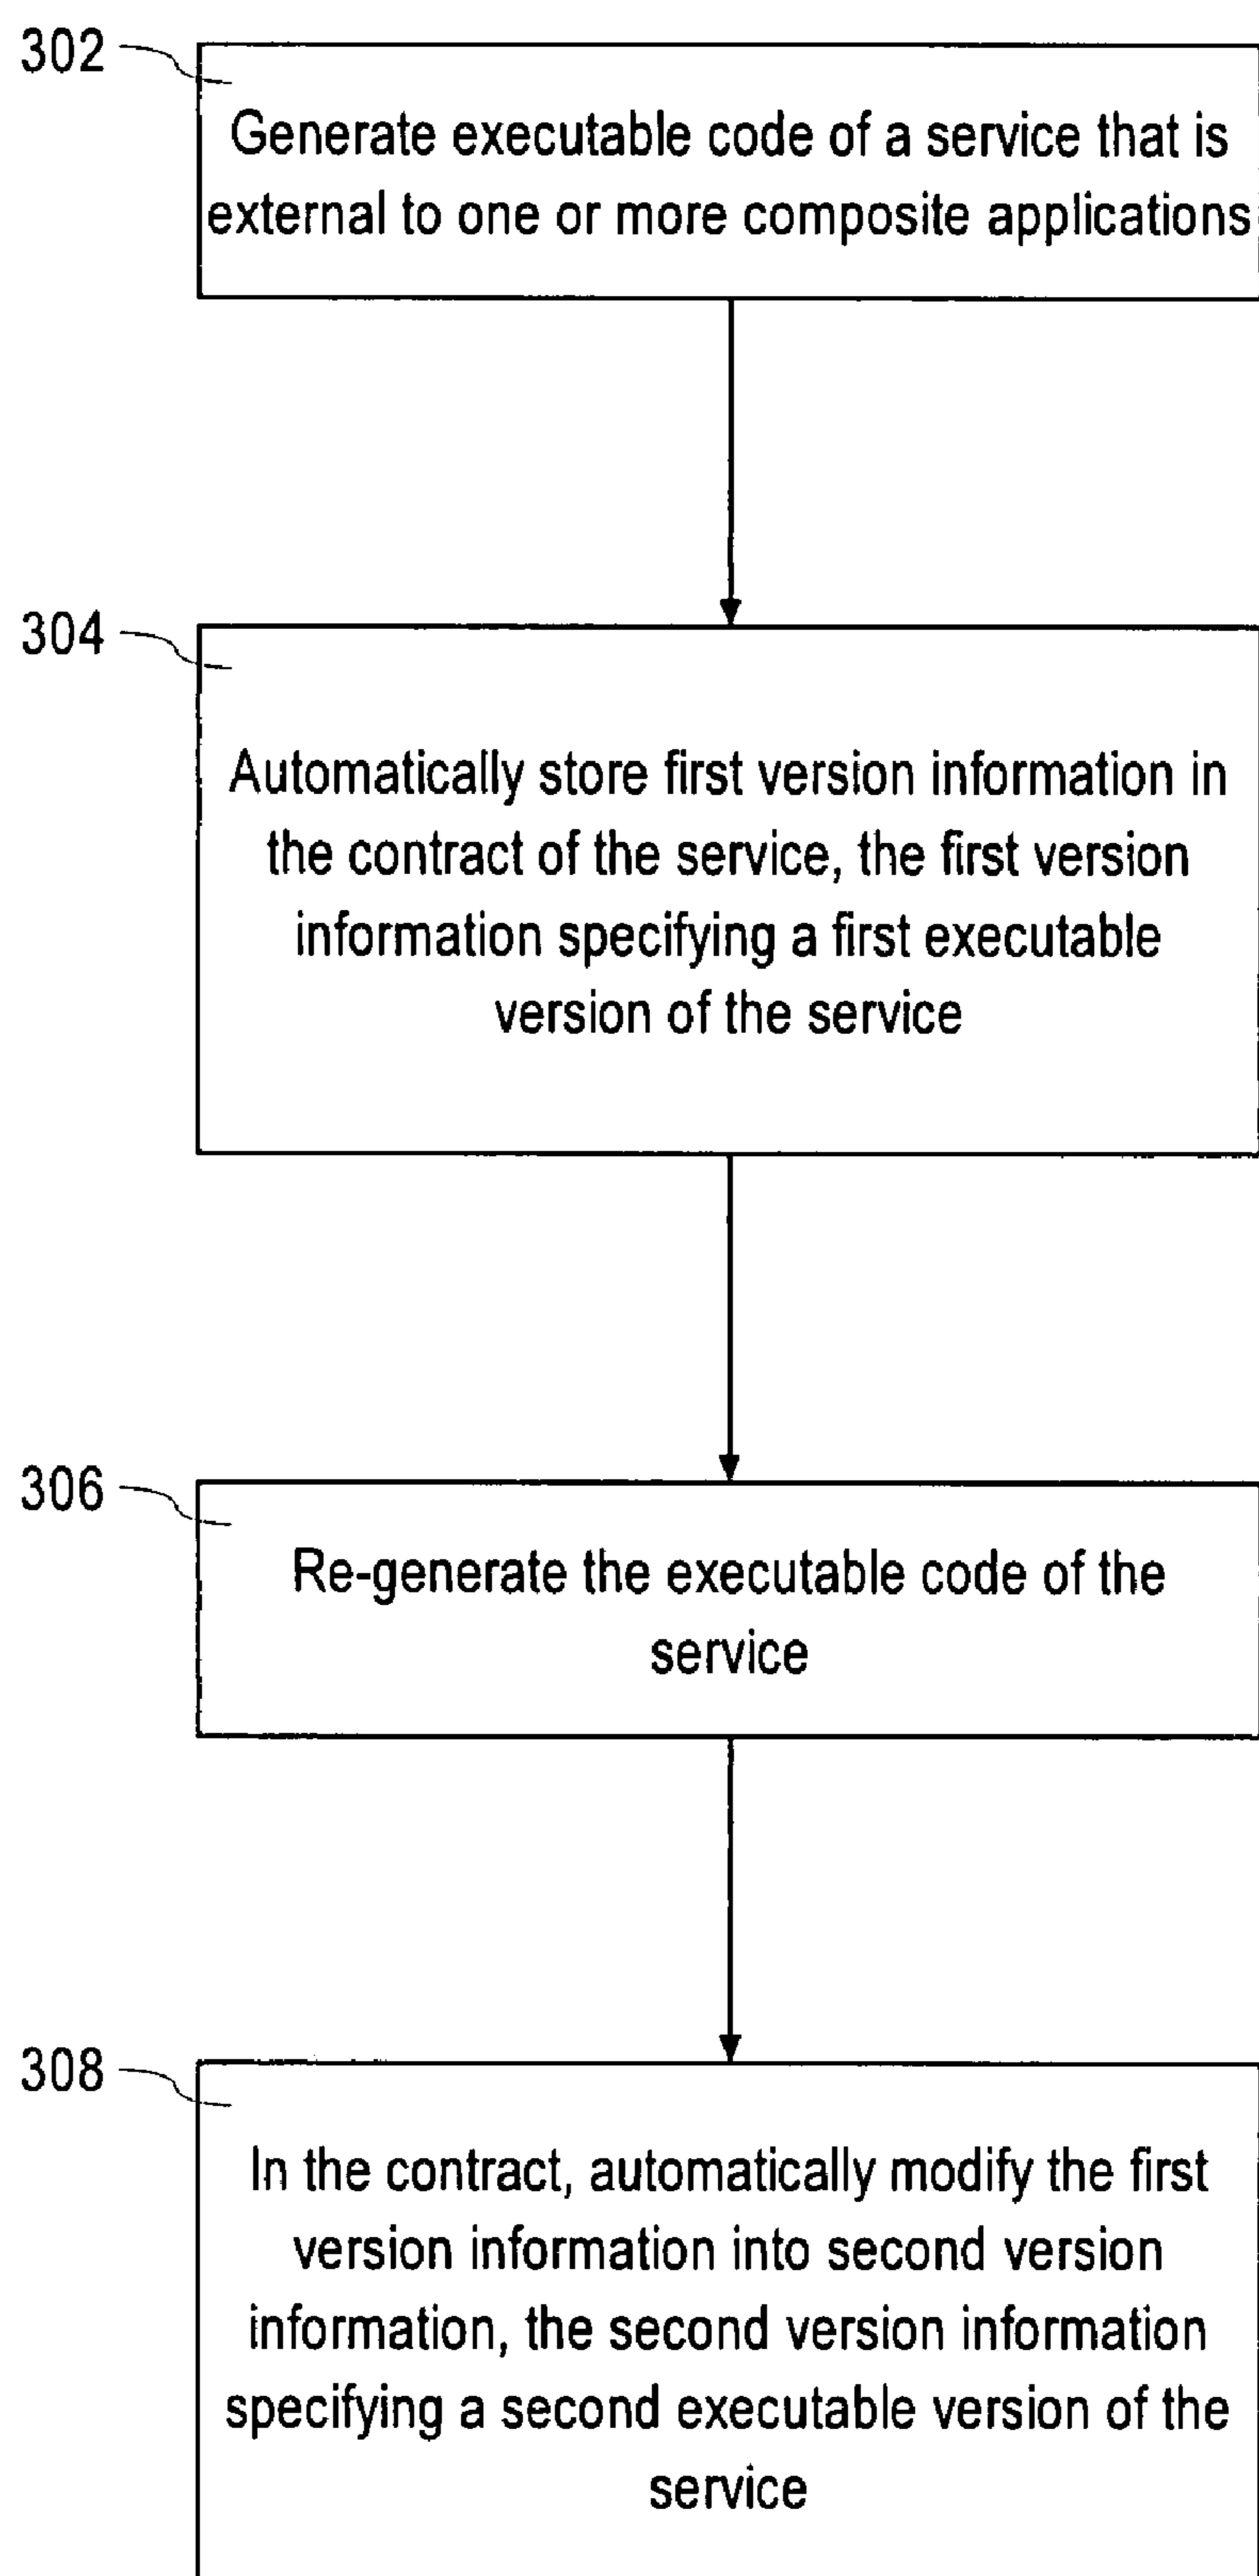 302
Generate executable code of a service that is
external to one or more composite applications
304
Automatically store first version information in
the contract of the service, the first version
information specifying a first executable
version of the service
306
Re-generate the executable code of the
service
308
In the contract, automatically modify the first
version information into second version
information, the second version information
specifying a second executable version of the
service